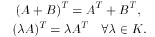 (A + B)^T = A^T + B^T,
(λA)^T = λA^T ∀λ ∈ K.